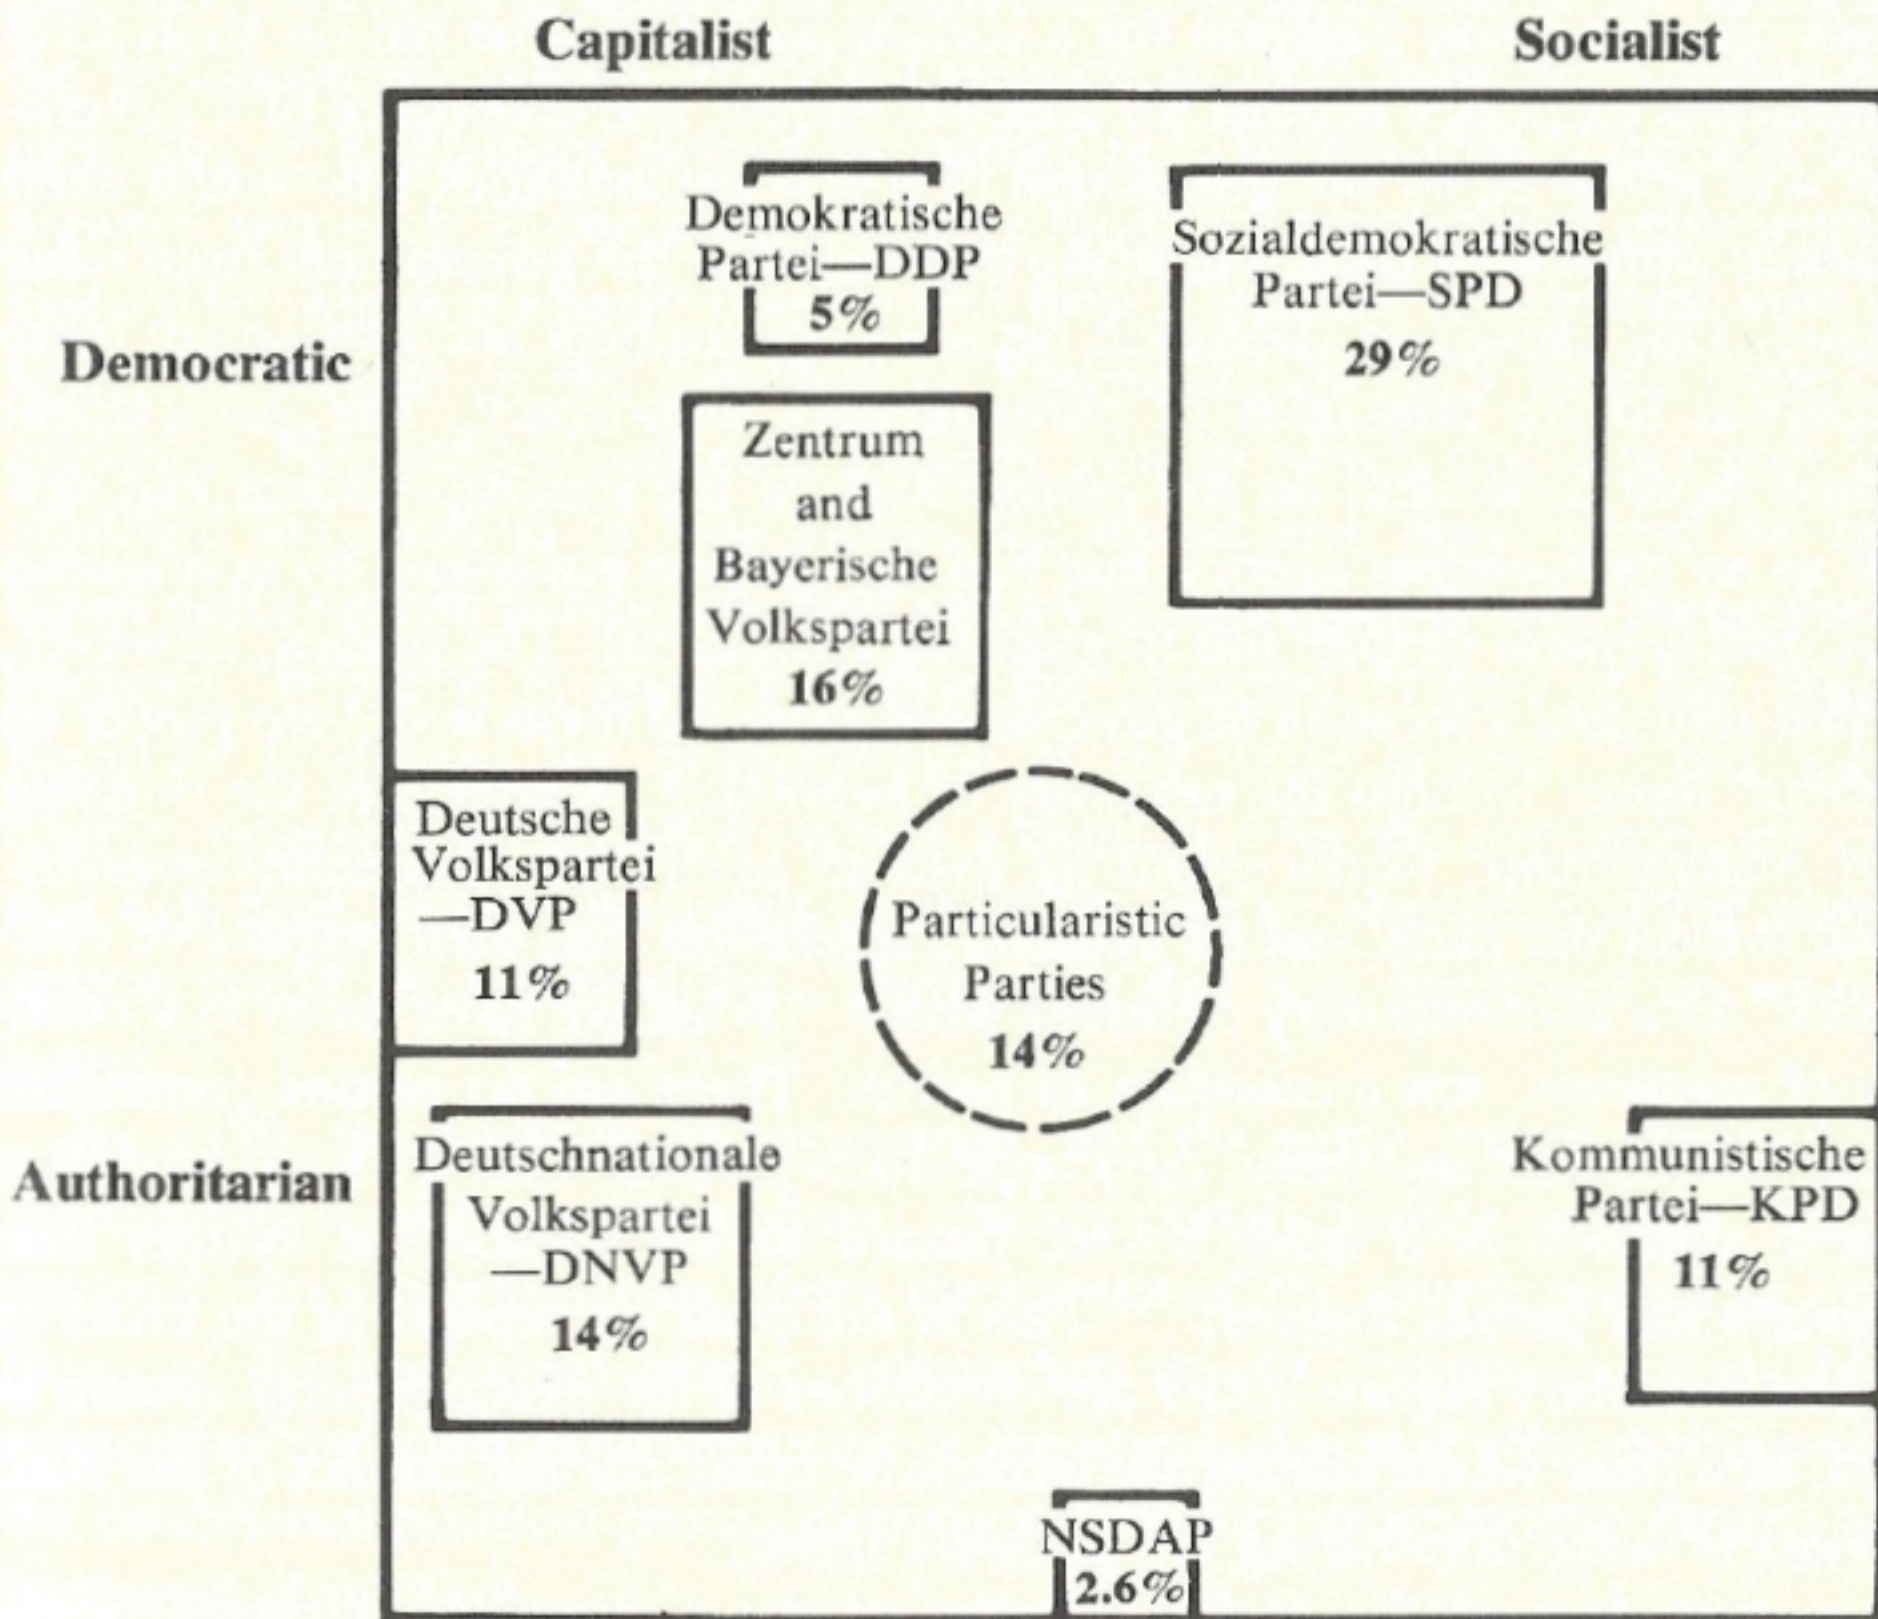 Capitalist
Socialist
Democratic
Authoritarian
Demokratische
Partei—DDP
5%
Sozialdemokratische
Partei—SPD
29%
Zentrum
and
Bayerische
Volkspartei
16%
Deutsche
Volkspartei
—DVP
11%
Particularistic
Parties
14%
Deutschnationale
Volkspartei
—DNVP
14%
Kommunistische
Partei—KPD
11%
NSDAP
2.6%